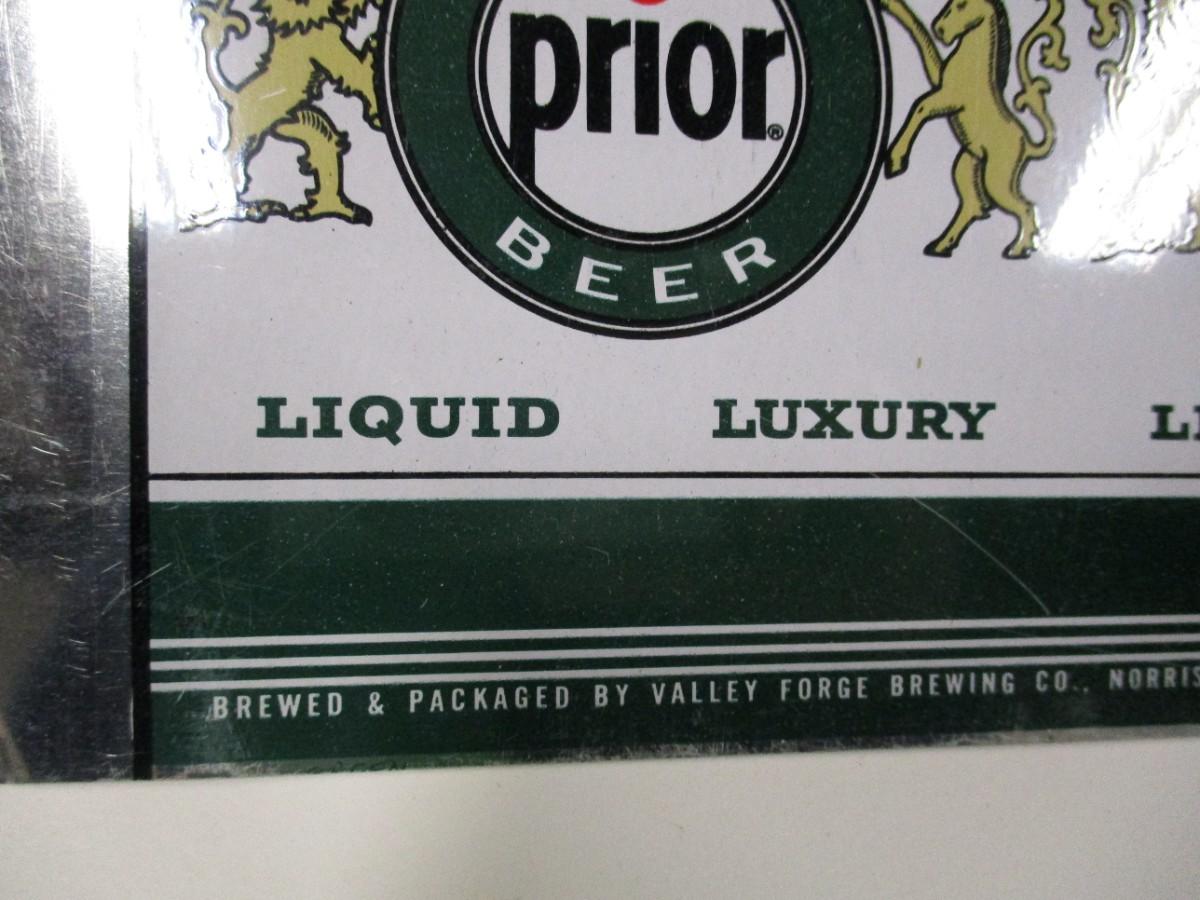 prior®
BEER
LIQUID LUXURY
BREWED & PACKAGED BY VALLEY FORGE BREWING CO.,